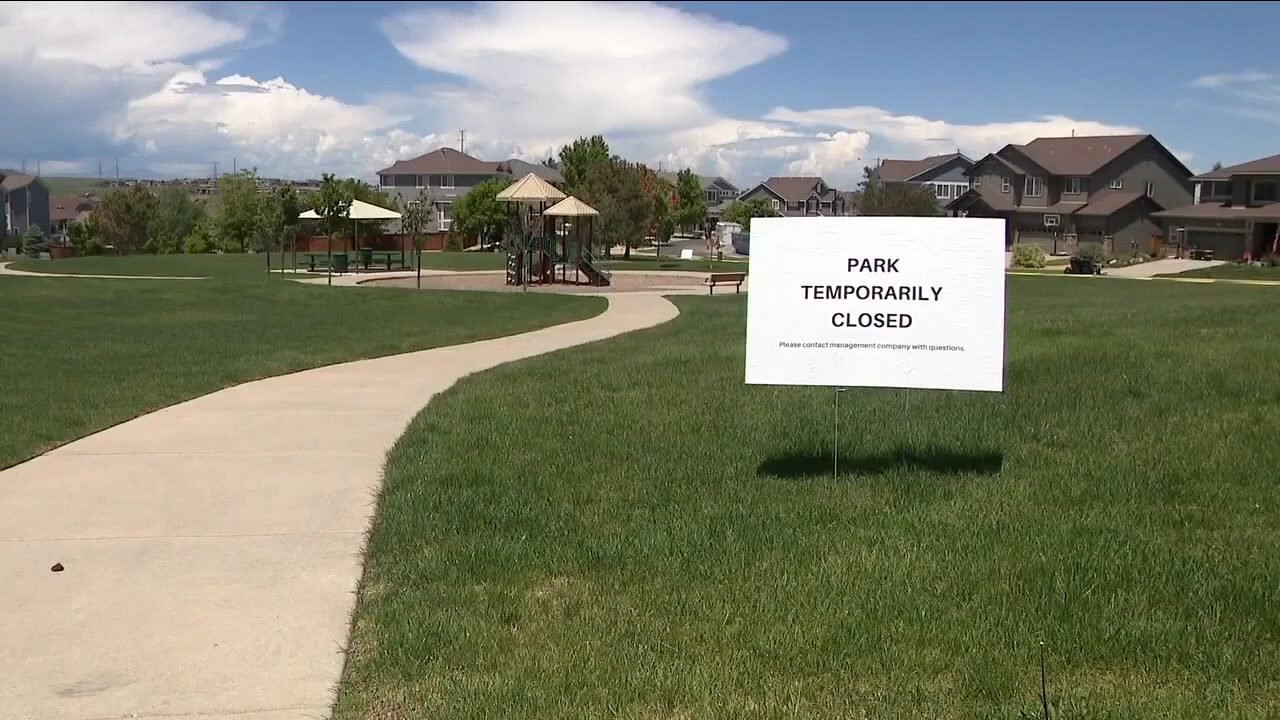 PARK
TEMPORARILY
CLOSED
Please contact management company with questions.